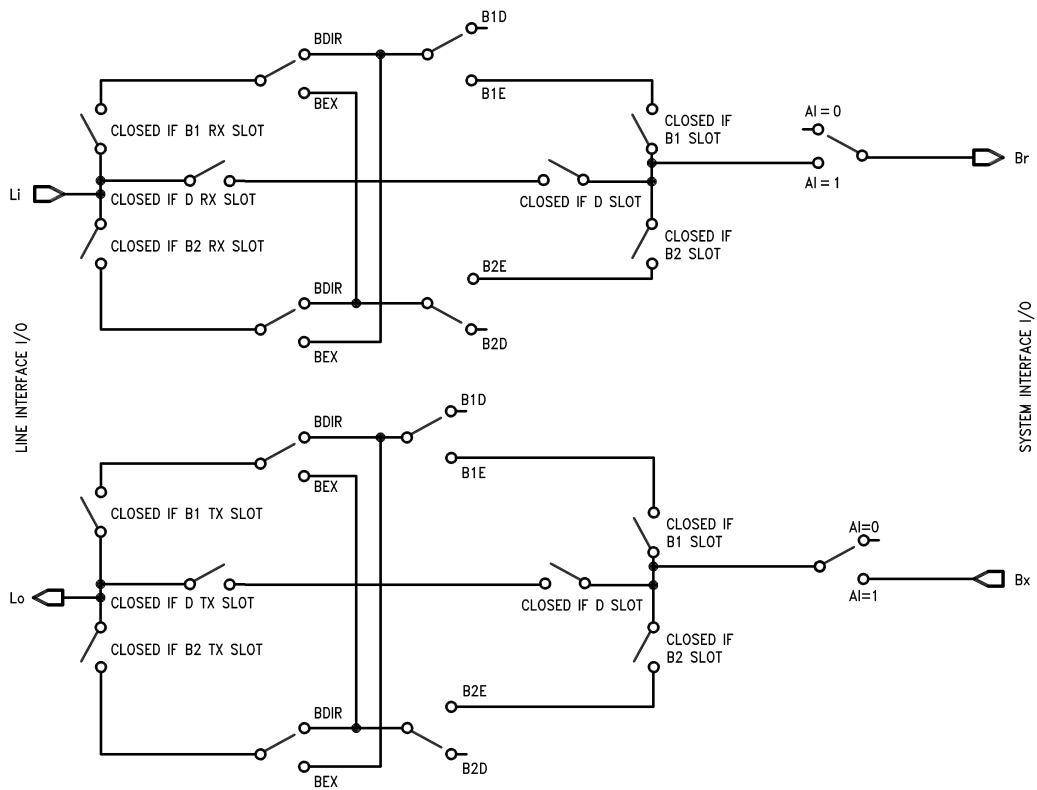 B1D
BDIR
BEX
B1E
CLOSED IF B1 RX SLOT
CLOSED IF
B1 SLOT
AI = 0
Br
AI = 1
Li
CLOSED IF D RX SLOT
CLOSED IF D SLOT
CLOSED IF B2 RX SLOT
CLOSED IF
B2 SLOT
B2E
BDIR
BEX
B2D
LINE INTERFACE I/O
SYSTEM INTERFACE I/O
B1D
BDIR
BEX
B1E
CLOSED IF B1 TX SLOT
CLOSED IF
B1 SLOT
AI=0
Bx
AI=1
Lo
CLOSED IF D TX SLOT
CLOSED IF D SLOT
CLOSED IF B2 TX SLOT
CLOSED IF
B2 SLOT
B2E
BDIR
BEX
B2D